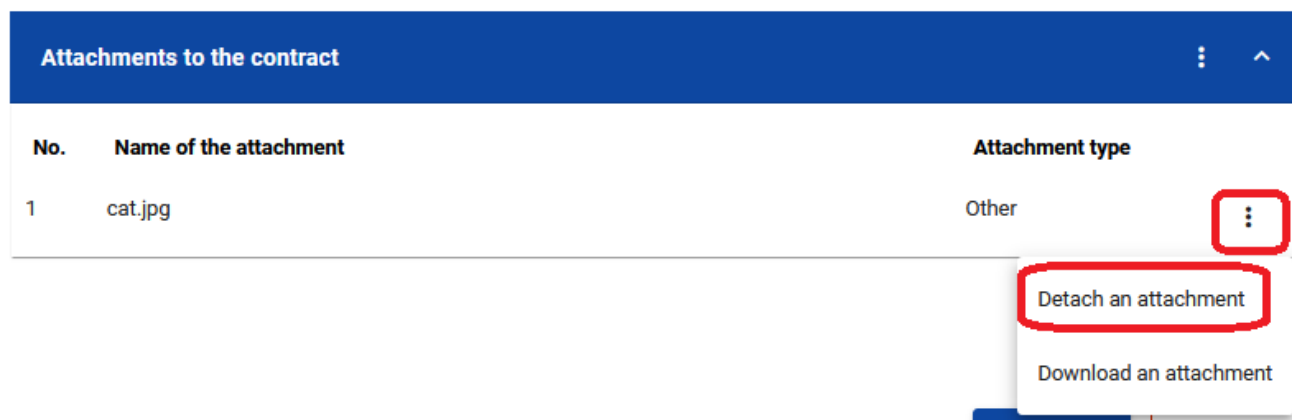 Attachments to the contract
No. Name of the attachment Attachment type
1 cat.jpg Other
Detach an attachment
Download an attachment